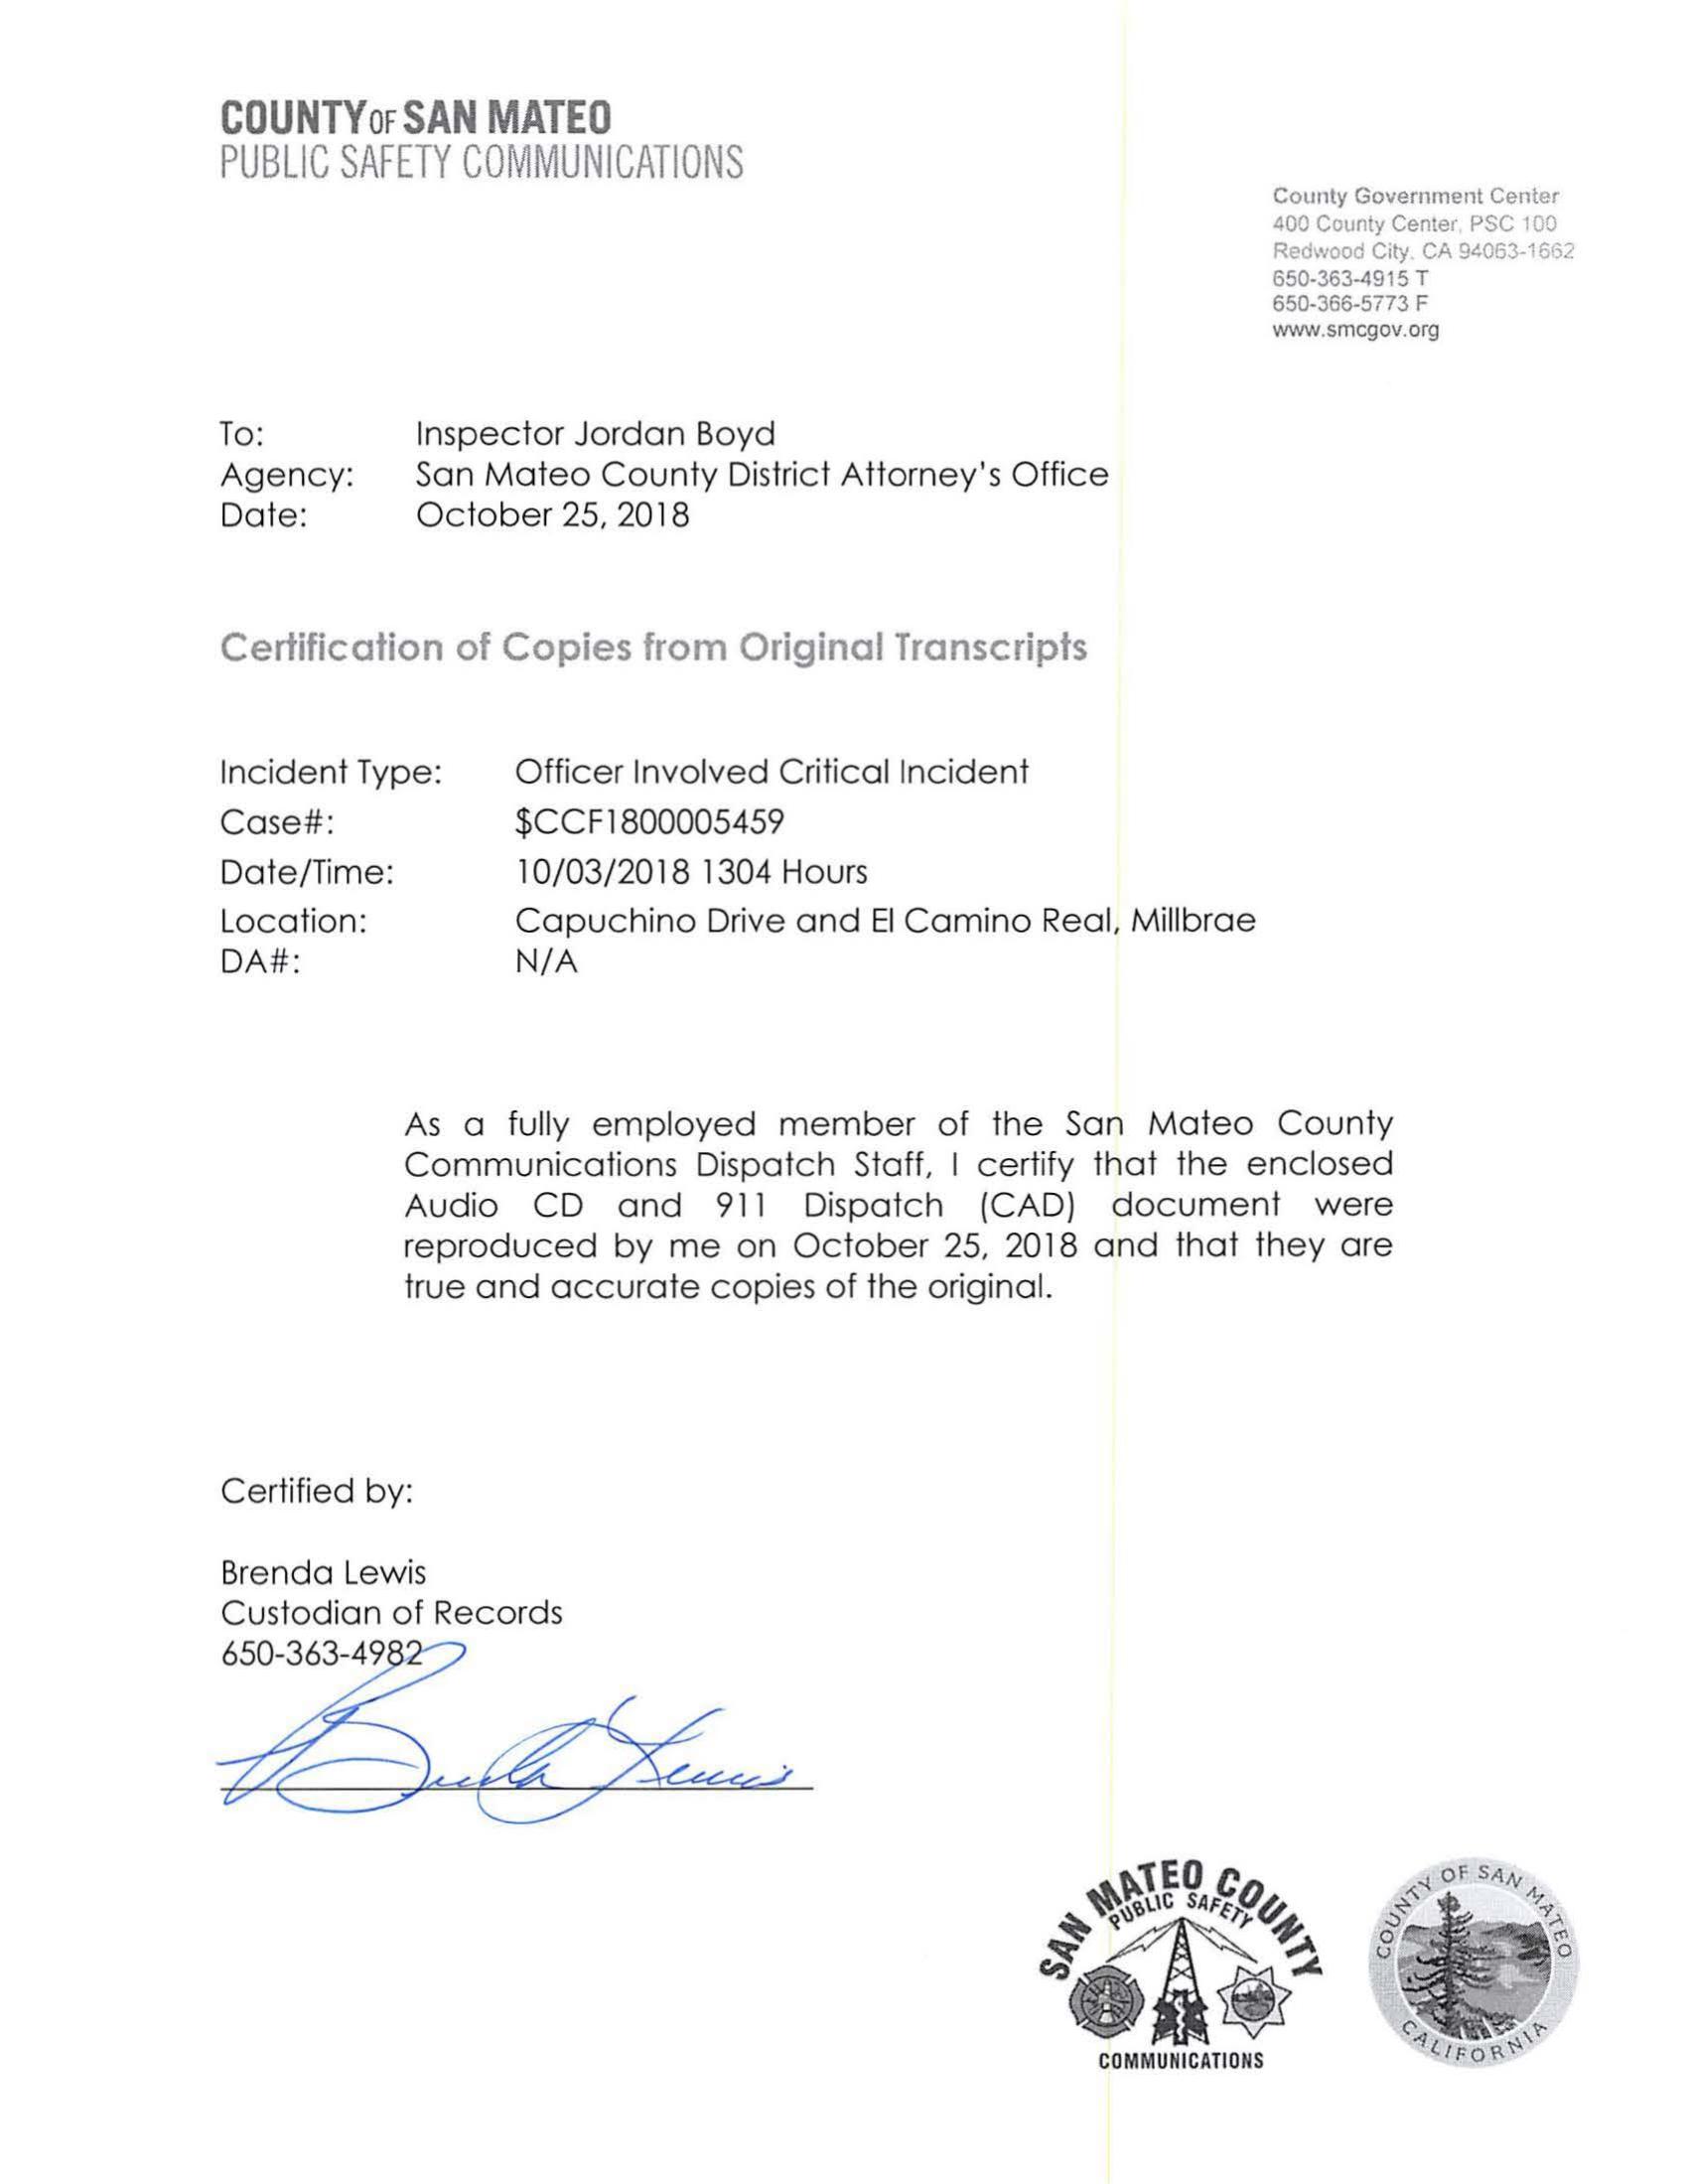 COUNTY OF SAN MATEO
PUBLIC SAFETY COMMUNICATIONS
County Government Center
400 County Center, PSC 100
Redwood City, CA 94063-1662
650-363-4915 T
650-366-5773 F
www.smcgov.org
To: Inspector Jordan Boyd
Agency: San Mateo County District Attorney's Office
Date: October 25, 2018
Certification of Copies from Original Transcripts
Incident Type: Officer Involved Critical Incident
Case#: $CCF1800005459
Date/Time: 10/03/2018 1304 Hours
Location: Capuchino Drive and El Camino Real, Millbrae
DA#: N/A
As a fully employed member of the San Mateo County
Communications Dispatch Staff, I certify that the enclosed
Audio CD and 911 Dispatch (CAD) document were
reproduced by me on October 25, 2018 and that they are
true and accurate copies of the original.
Certified by:
Brenda Lewis
Custodian of Records
650-363-4982
Brenda Lewis
SAN MATEO COUNTY
PUBLIC SAFETY
COMMUNICATIONS
COUNTY OF SAN MATEO
CALIFORNIA